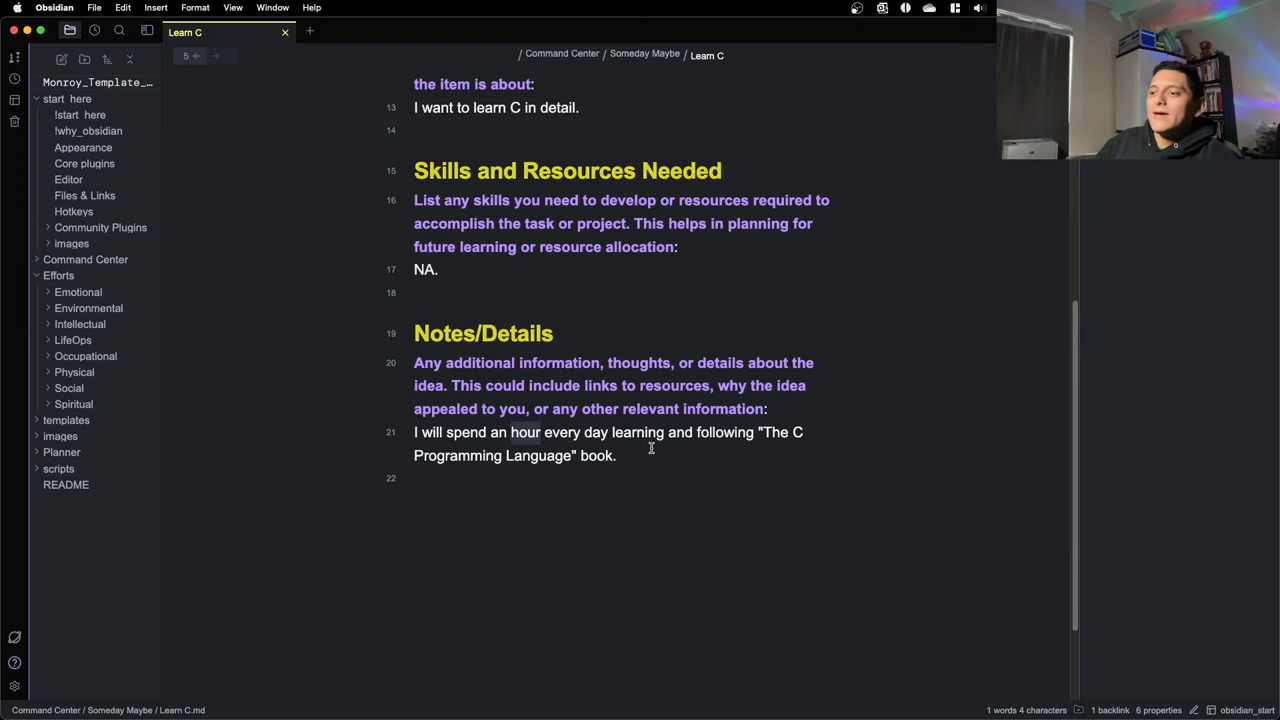 Obsidian File Edit Insert Format View Window Help
Learn C
5
Command Center / Someday Maybe / Learn C
Monroy_Template_...
start here
!start here
!why_obsidian
Appearance
Core plugins
Editor
Files & Links
Hotkeys
Community Plugins
images
Command Center
Efforts
Emotional
Environmental
Intellectual
LifeOps
Occupational
Physical
Social
Spiritual
templates
images
Planner
scripts
README
the item is about:
13 I want to learn C in detail.
14
15 Skills and Resources Needed
16 List any skills you need to develop or resources required to
accomplish the task or project. This helps in planning for
future learning or resource allocation:
17 NA.
18
19 Notes/Details
20 Any additional information, thoughts, or details about the
idea. This could include links to resources, why the idea
appealed to you, or any other relevant information:
21 I will spend an hour every day learning and following "The C
Programming Language" book.
22
Command Center / Someday Maybe / Learn C.md
1 words 4 characters 1 backlink 6 properties obsidian_start